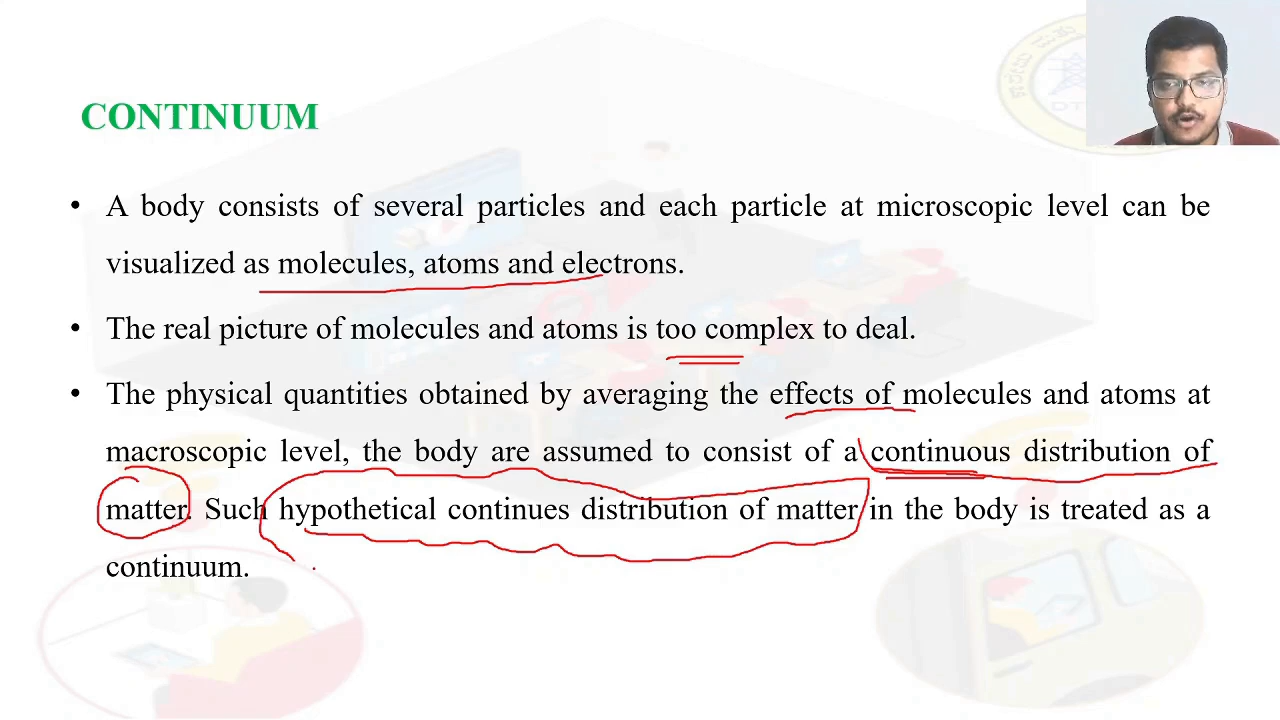 CONTINUUM
• A body consists of several particles and each particle at microscopic level can be
visualized as molecules, atoms and electrons.
• The real picture of molecules and atoms is too complex to deal.
• The physical quantities obtained by averaging the effects of molecules and atoms at
macroscopic level, the body are assumed to consist of a continuous distribution of
matter. Such hypothetical continues distribution of matter in the body is treated as a
continuum.